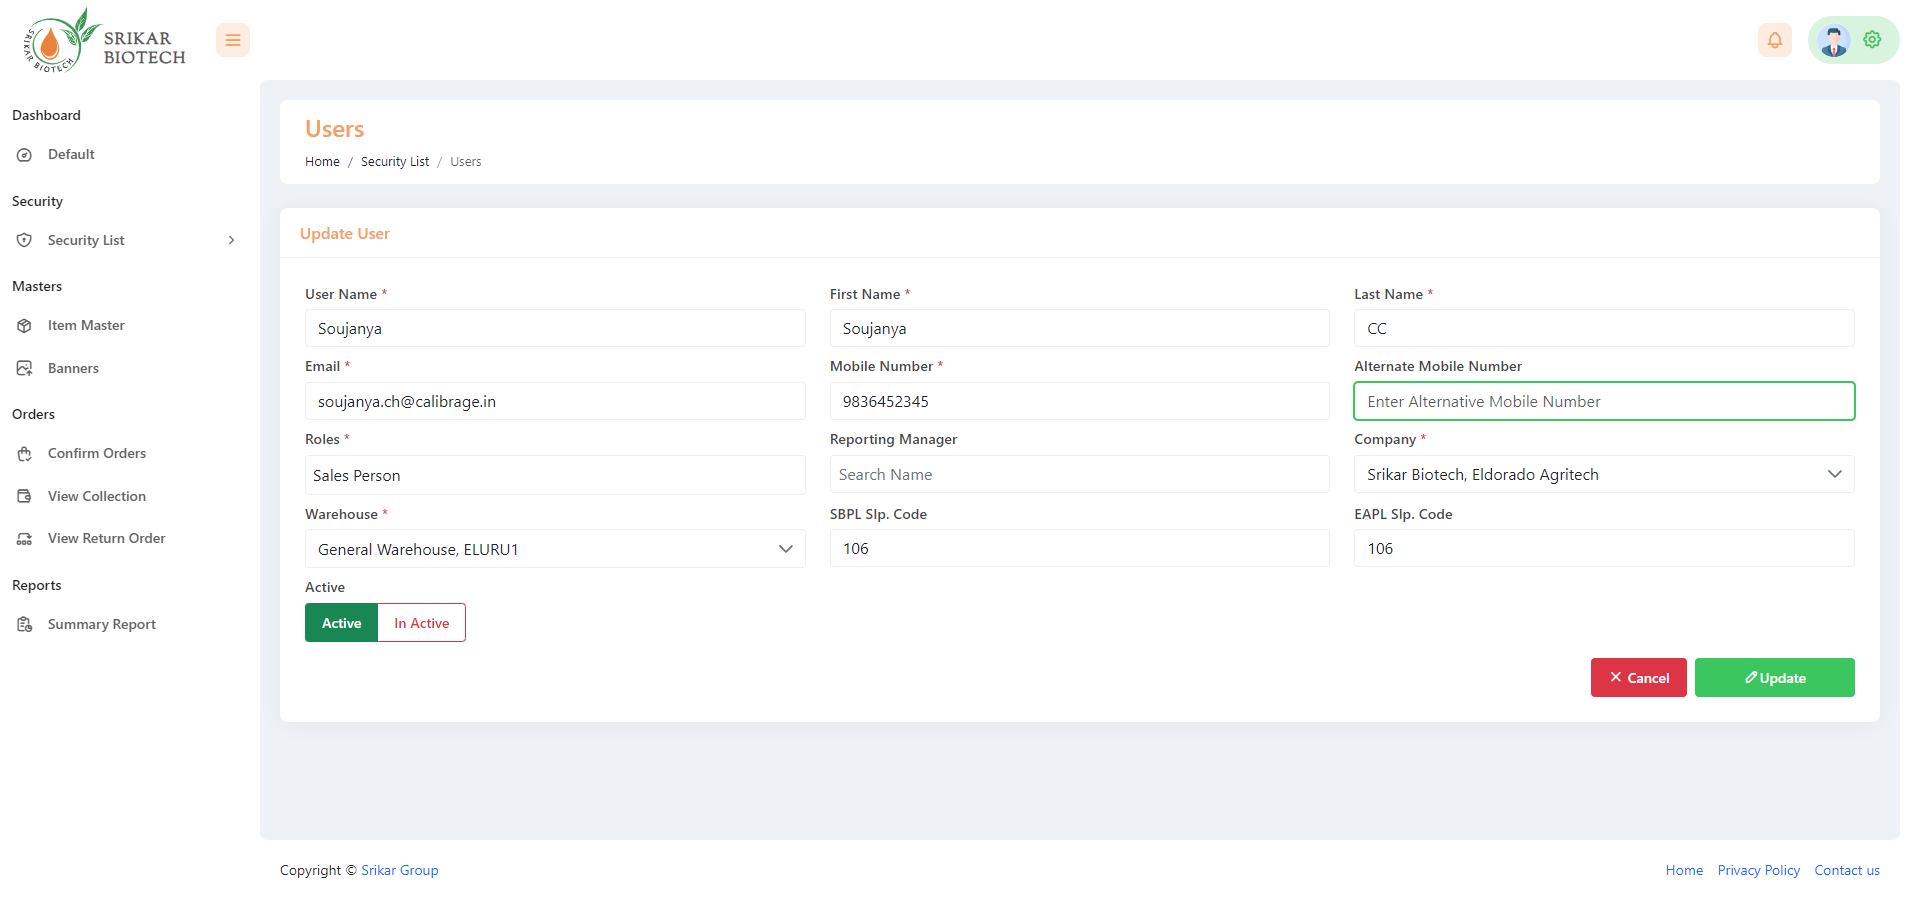 SRIKAR BIOTECH
SRIKAR
BIOTECH
Dashboard
Default
Security
Security List
Masters
Item Master
Banners
Orders
Confirm Orders
View Collection
View Return Order
Reports
Summary Report
Users
Home / Security List / Users
Update User
User Name * First Name * Last Name *
Soujanya Soujanya CC
Email * Mobile Number * Alternate Mobile Number
soujanya.ch@calibrage.in 9836452345 Enter Alternative Mobile Number
Roles * Reporting Manager Company *
Sales Person Search Name Srikar Biotech, Eldorado Agritech
Warehouse * SBPL Slp. Code EAPL Slp. Code
General Warehouse, ELURU1 106 106
Active
Active In Active
Cancel Update
Copyright © Srikar Group Home Privacy Policy Contact us